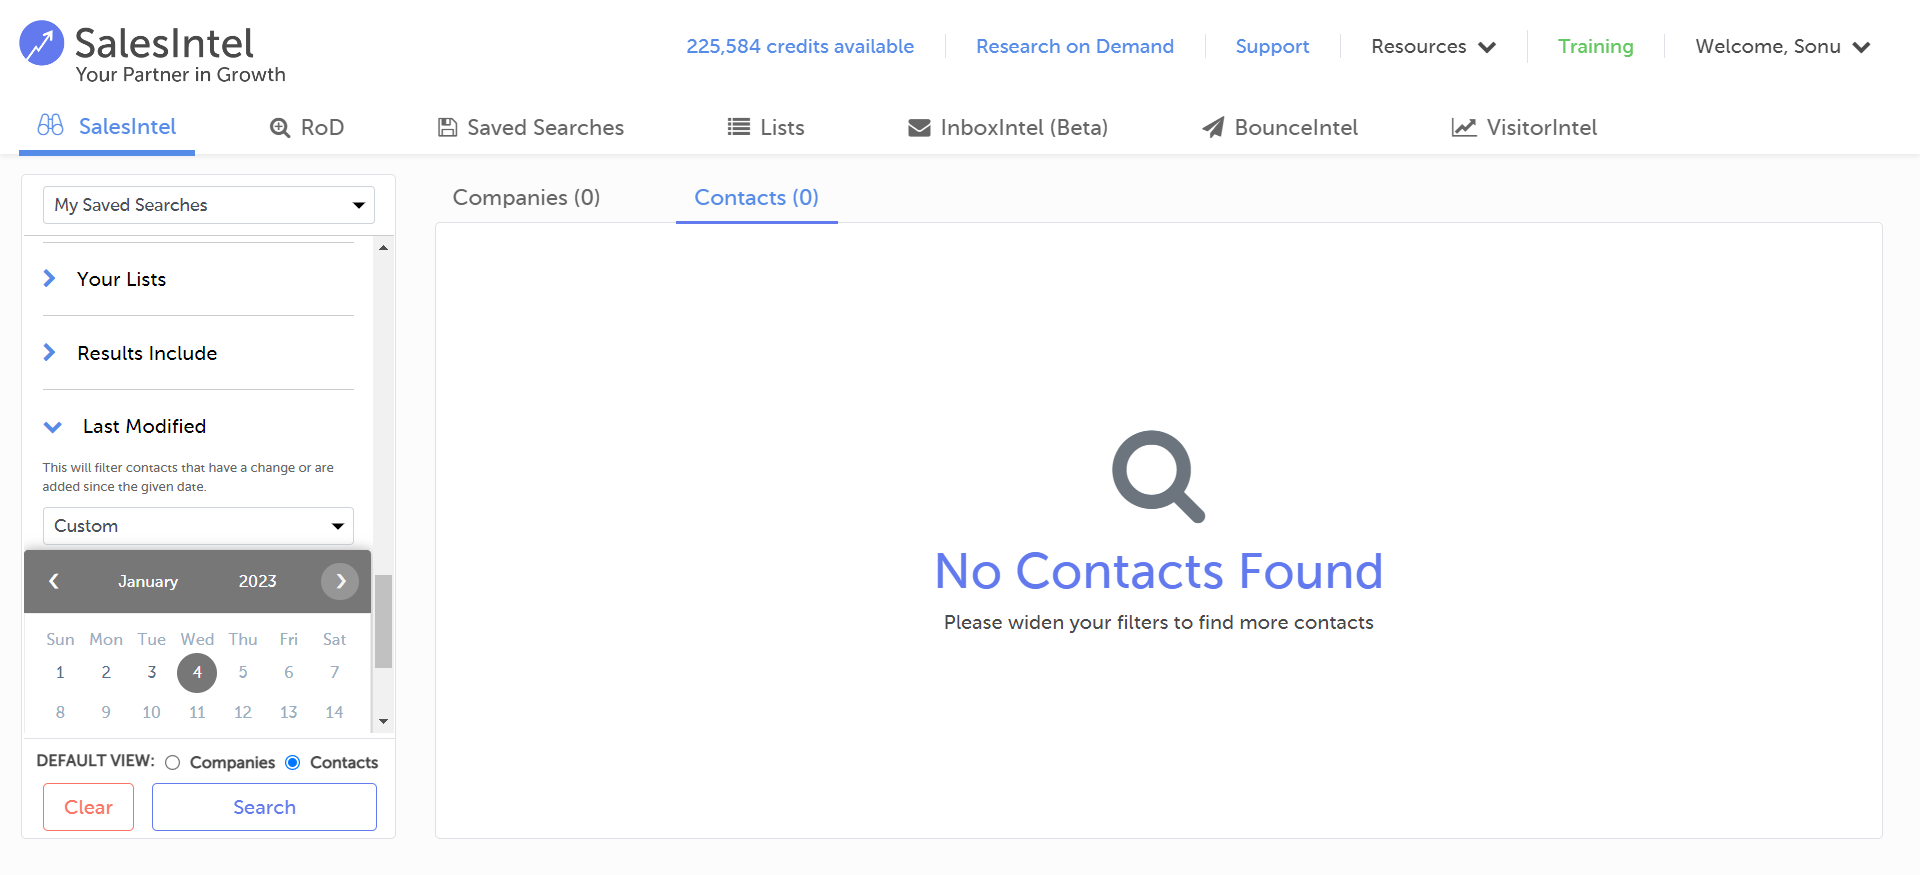 SalesIntel
Your Partner in Growth
225,584 credits available
Research on Demand
Support
Resources
Training
Welcome, Sonu
SalesIntel
RoD
Saved Searches
Lists
InboxIntel (Beta)
BounceIntel
VisitorIntel
My Saved Searches
Your Lists
Results Include
Last Modified
This will filter contacts that have a change or are
added since the given date.
Custom
January 2023
Sun Mon Tue Wed Thu Fri Sat
1 2 3 4 5 6 7
8 9 10 11 12 13 14
DEFAULT VIEW: Companies Contacts
Clear Search
Companies (0)
Contacts (0)
No Contacts Found
Please widen your filters to find more contacts